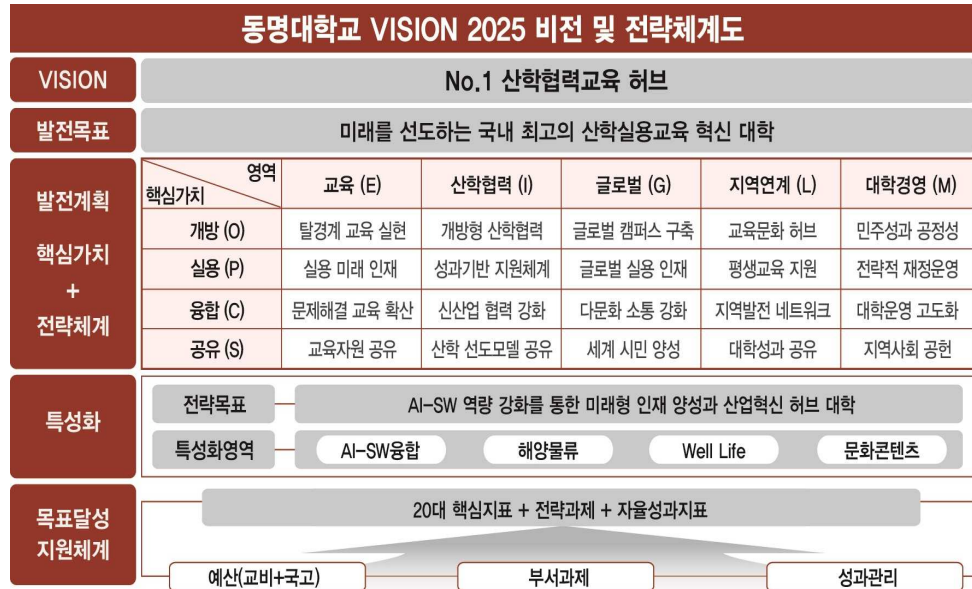 동명대학교 VISION 2025 비전 및 전략체계도
VISION
No.1 산학협력교육 허브
발전목표
미래를 선도하는 국내 최고의 산학실용교육 혁신 대학
발전계획
핵심가치
+
전략체계
영역
핵심가치
교육 (E) 산학협력 (I) 글로벌 (G) 지역연계 (L) 대학경영 (M)
개방 (O) 탈경계 교육 실현 개방형 산학협력 글로벌 캠퍼스 구축 교육문화 허브 민주성과 공정성
실용 (P) 실용 미래 인재 성과기반 지원체계 글로벌 실용 인재 평생교육 지원 전략적 재정운영
융합 (C) 문제해결 교육 확산 신산업 협력 강화 다문화 소통 강화 지역발전 네트워크 대학운영 고도화
공유 (S) 교육자원 공유 산학 선도모델 공유 세계 시민 양성 대학성과 공유 지역사회 공헌
특성화
전략목표 AI-SW 역량 강화를 통한 미래형 인재 양성과 산업혁신 허브 대학
특성화영역 AI-SW융합 해양물류 Well Life 문화콘텐츠
목표달성
지원체계
20대 핵심지표 + 전략과제 + 자율성과지표
예산(교비+국고) 부서과제 성과관리